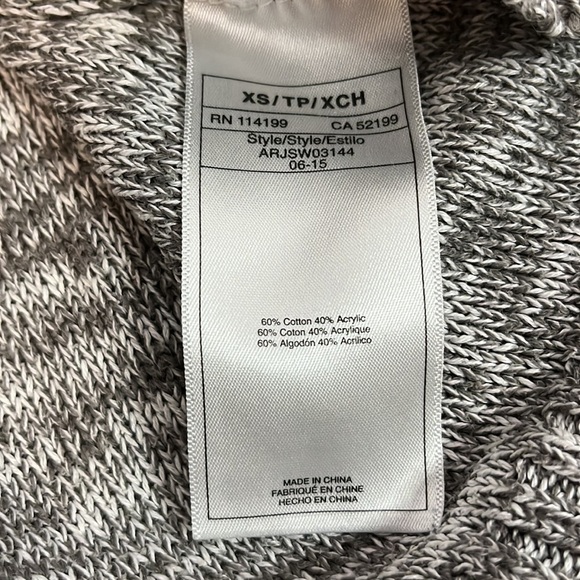 XS/TP/XCH
RN 114199 CA 52199
Style/Style/Estilo
ARJSW03144
06-15
60% Cotton 40% Acrylic
60% Coton 40% Acrylique
60% Algodón 40% Acrílico
MADE IN CHINA
FABRIQUÉ EN CHINE
HECHO EN CHINA